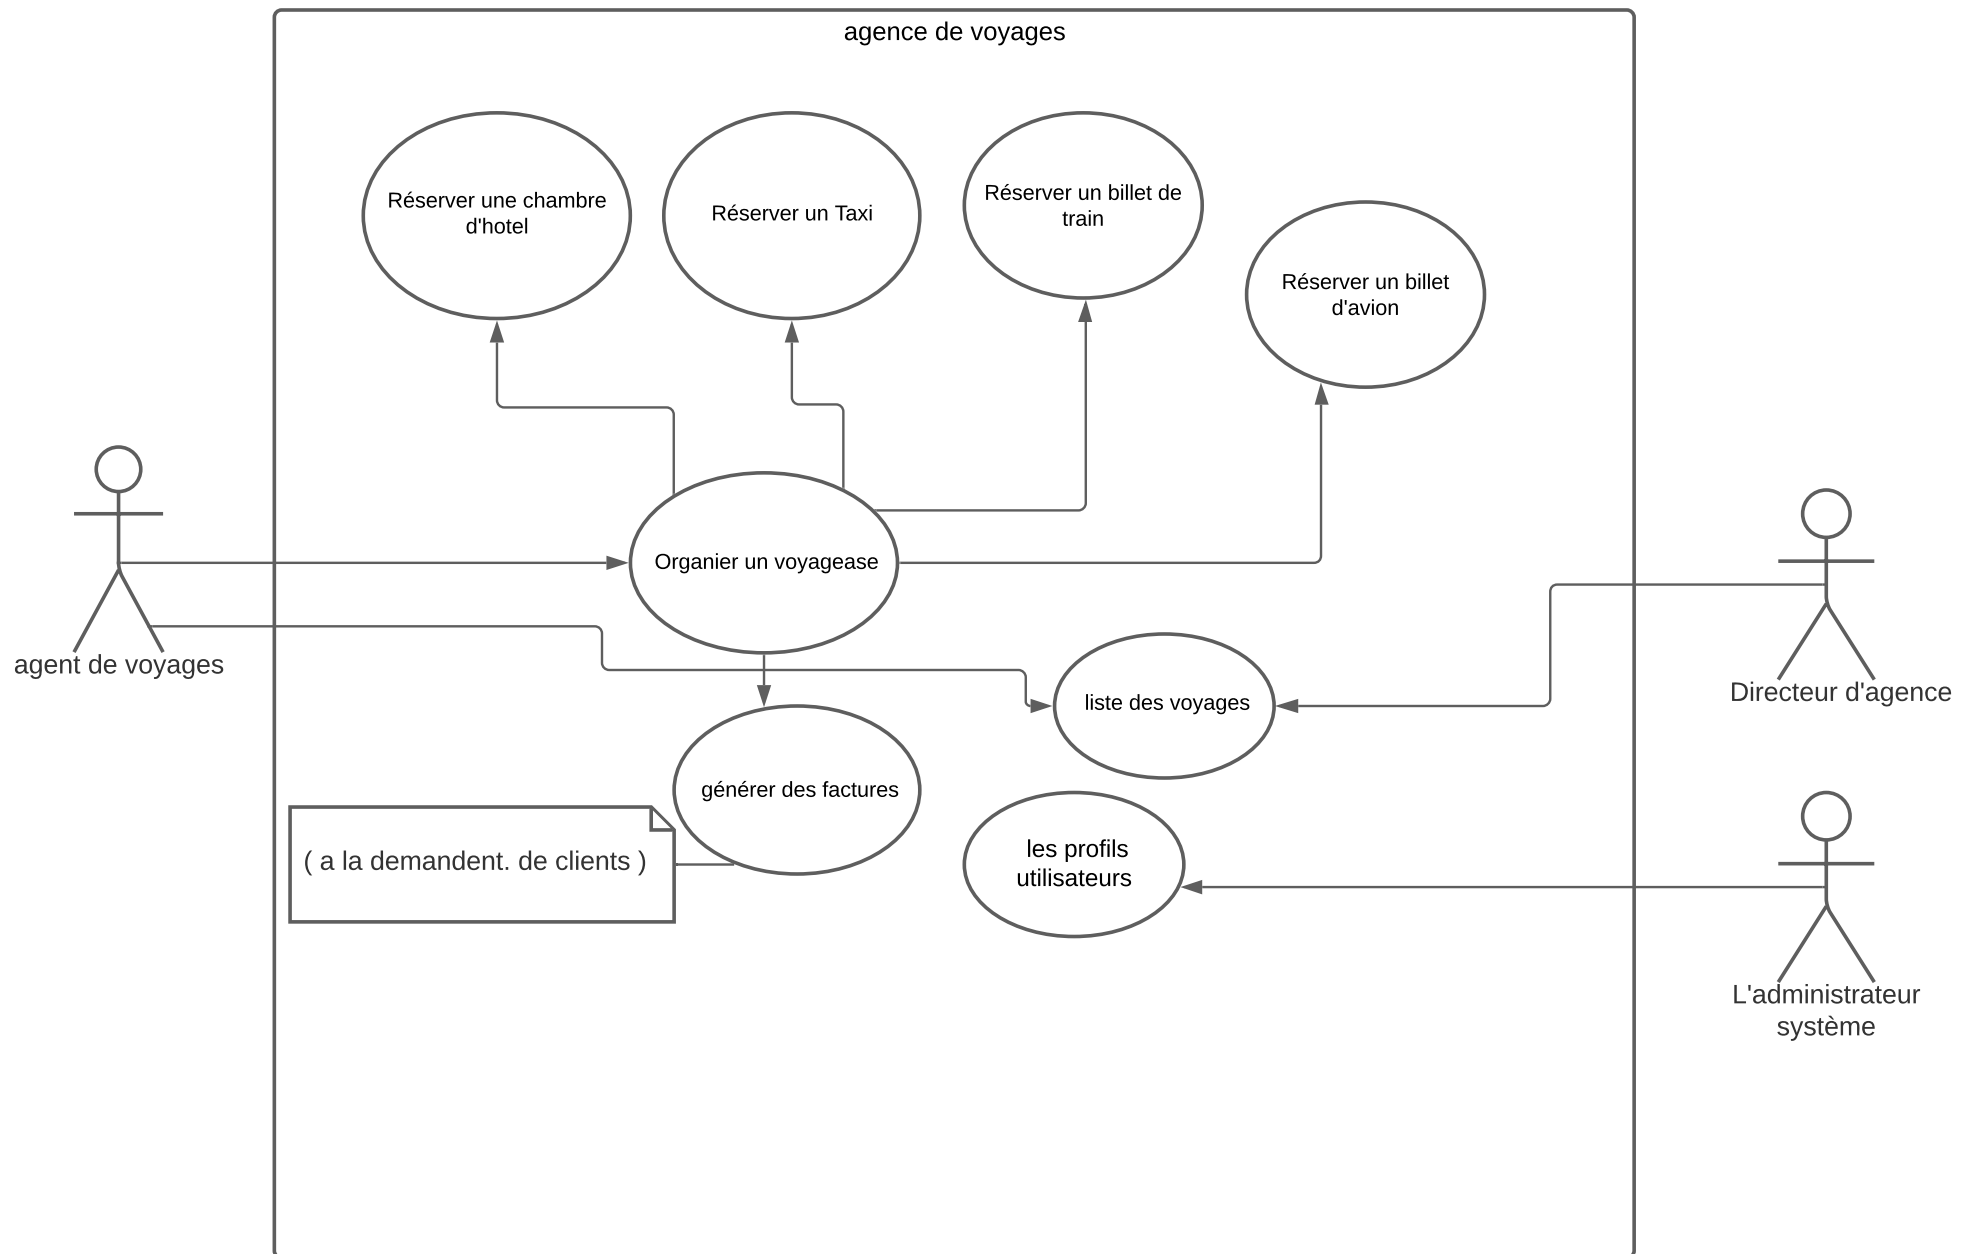 agence de voyages
Réserver une chambre
d'hotel
Réserver un Taxi
Réserver un billet de
train
Réserver un billet
d'avion
Organier un voyagease
agent de voyages
Directeur d'agence
liste des voyages
générer des factures
( a la demandent. de clients )
les profils
utilisateurs
L'administrateur
système